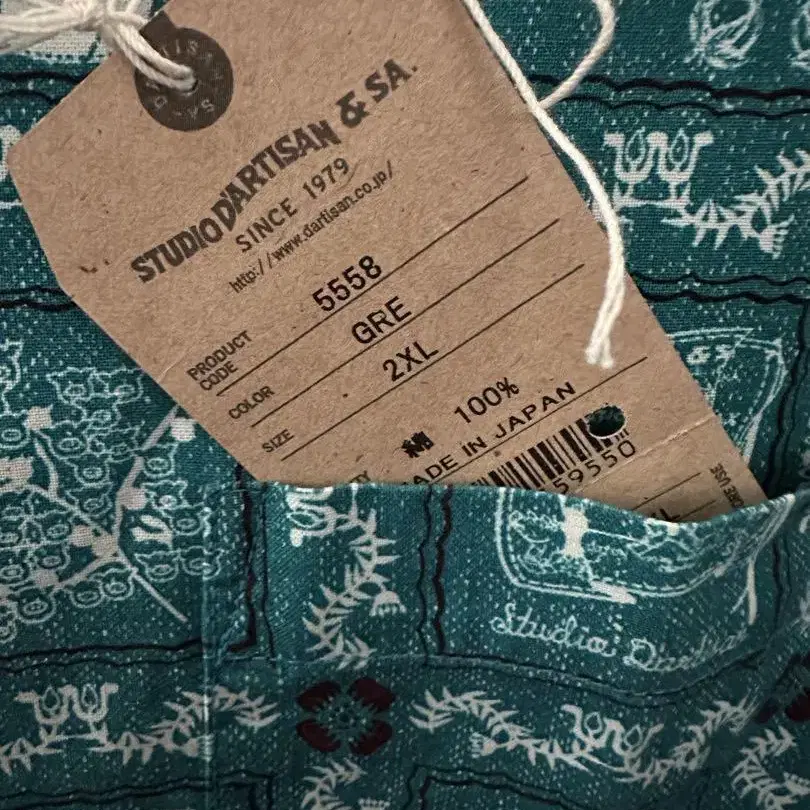 STUDIO D'ARTISAN & SA.
SINCE 1979
http://www.dartisan.co.jp/
PRODUCT CODE 5558
COLOR GRE
SIZE 2XL
100%
MADE IN JAPAN
59550
Studio D'artisan